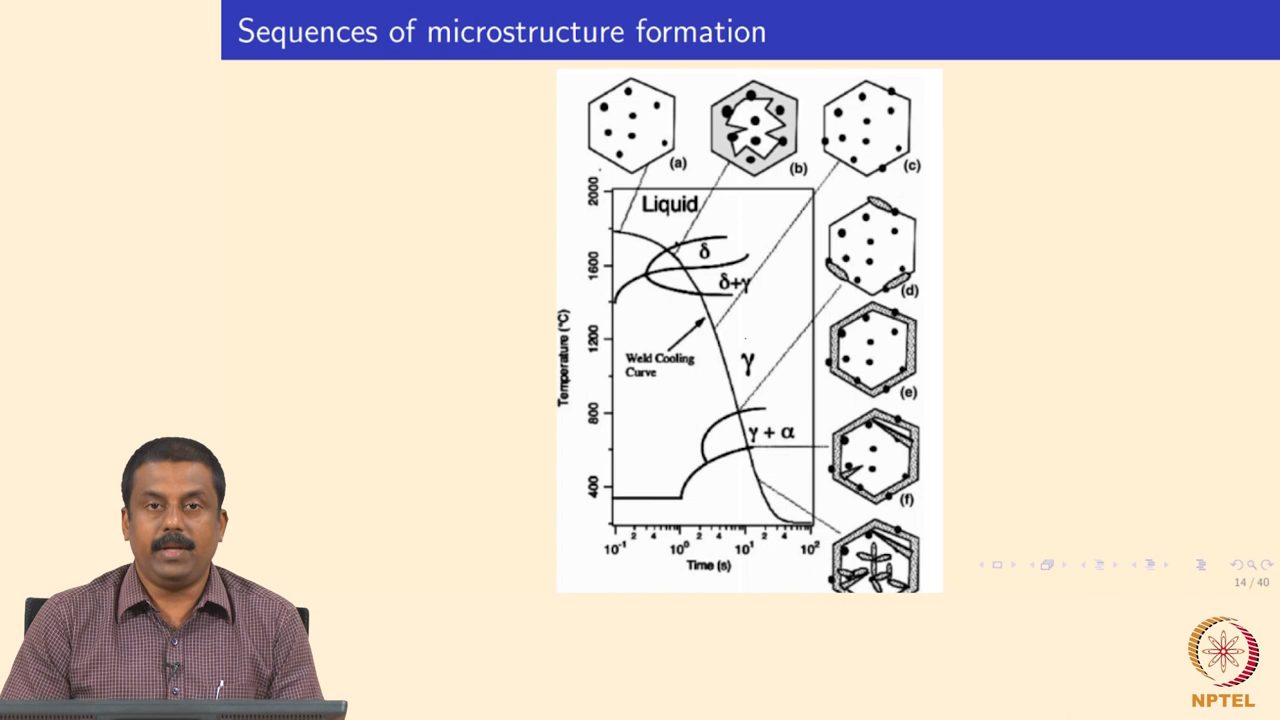 Sequences of microstructure formation
(a)
(b)
(c)
2000
Liquid
δ
1600
δ+γ
(d)
Temperature (°C)
1200
Weld Cooling
Curve
γ
(e)
800
γ + α
400
(f)
10-1 2 4 100 2 4 101 2 4 102
Time (s)
14 / 40
NPTEL